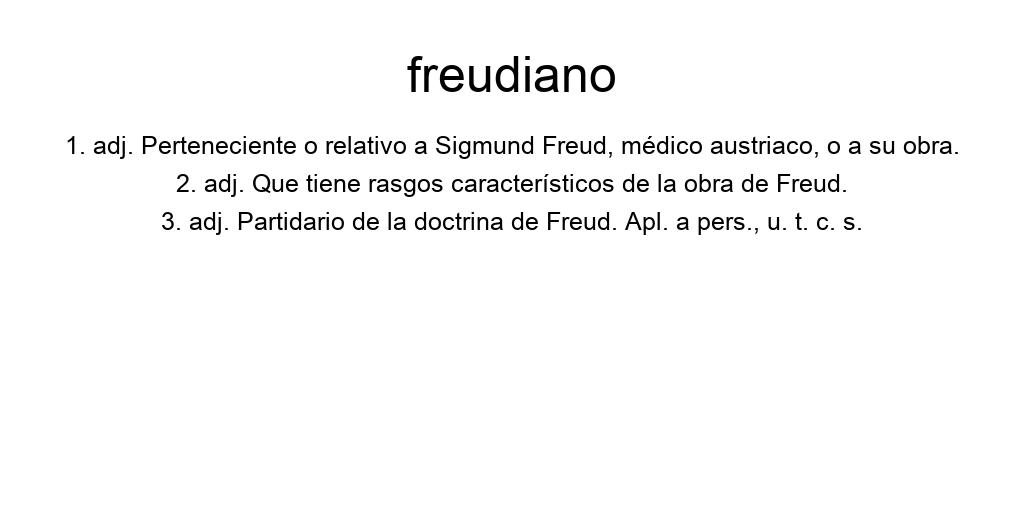 freudiano
1. adj. Perteneciente o relativo a Sigmund Freud, médico austriaco, o a su obra.
2. adj. Que tiene rasgos característicos de la obra de Freud.
3. adj. Partidario de la doctrina de Freud. Apl. a pers., u. t. c. s.